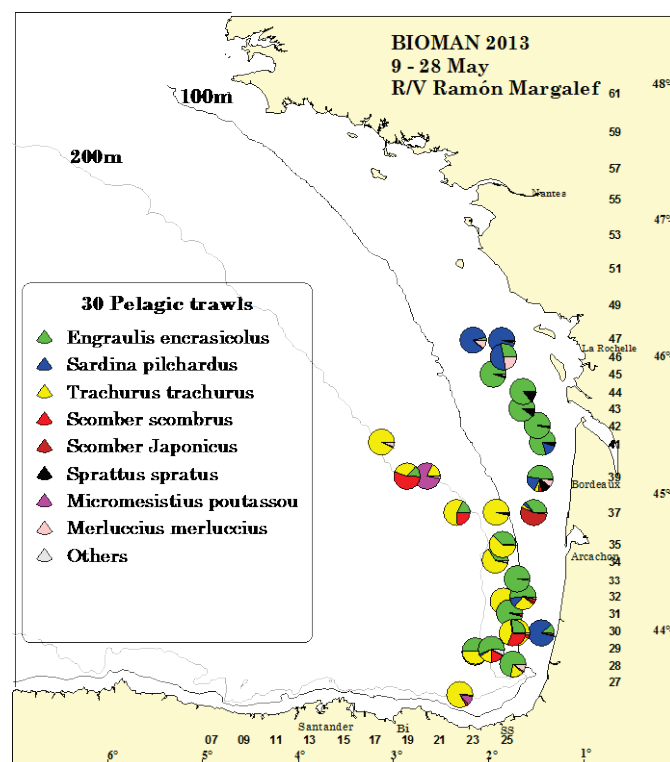 BIOMAN 2013
9 - 28 May
R/V Ramón Margalef
100m
200m
48°
61
59
57
Nantes
55
47°
53
51
49
30 Pelagic trawls
Engraulis encrasicolus
Sardina pilchardus
Trachurus trachurus
Scomber scombrus
Scomber Japonicus
Sprattus spratus
Micromesistius poutassou
Merluccius merluccius
Others
47
La Rochelle
46
46°
45
44
43
42
41
39
Bordeaux
45°
37
35
Arcachon
34
33
32
31
30
44°
29
28
27
Santander
Bi
SS
07 09 11 13 15 17 19 21 23 25
6° 5° 4° 3° 2° 1°